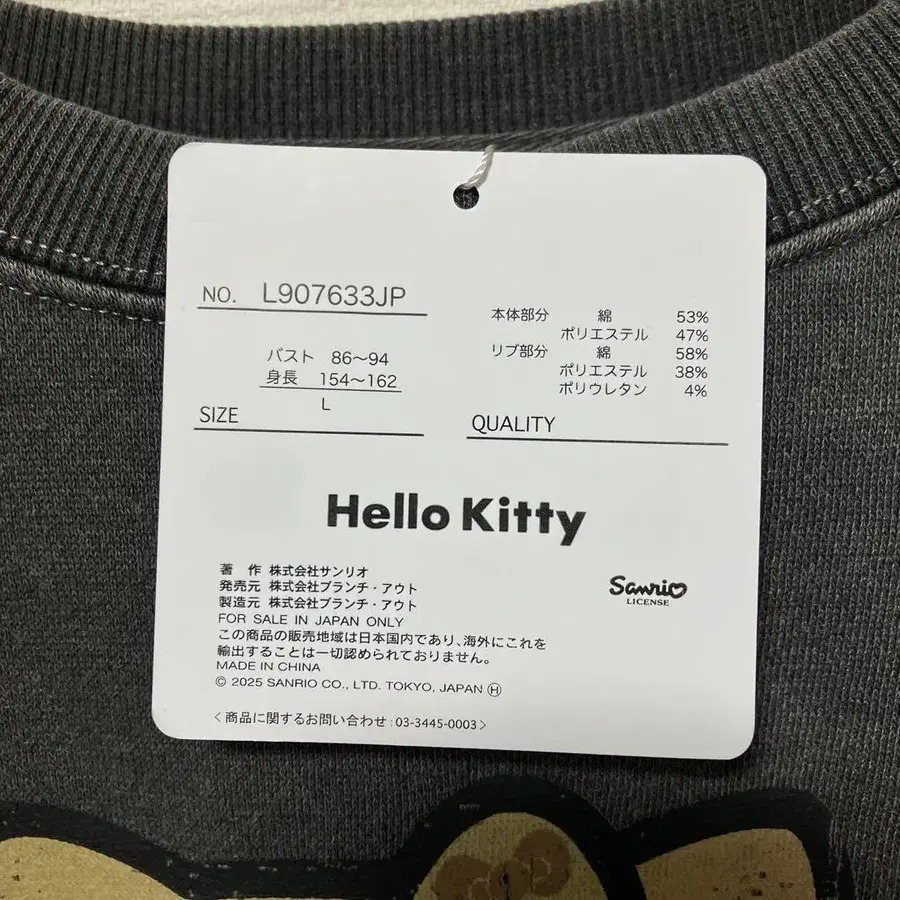 NO. L907633JP
バスト 86〜94
身長 154〜162
L
SIZE
本体部分 綿 53%
ポリエステル 47%
リブ部分 綿 58%
ポリエステル 38%
ポリウレタン 4%
QUALITY
Hello Kitty
著 作 株式会社サンリオ
発売元 株式会社ブランチ・アウト
製造元 株式会社ブランチ・アウト
FOR SALE IN JAPAN ONLY
この商品の販売地域は日本国内であり、海外にこれを
輸出することは一切認められておりません。
MADE IN CHINA
© 2025 SANRIO CO., LTD. TOKYO, JAPAN Ⓗ
〈商品に関するお問い合わせ:03-3445-0003〉
Sanrio
LICENSE